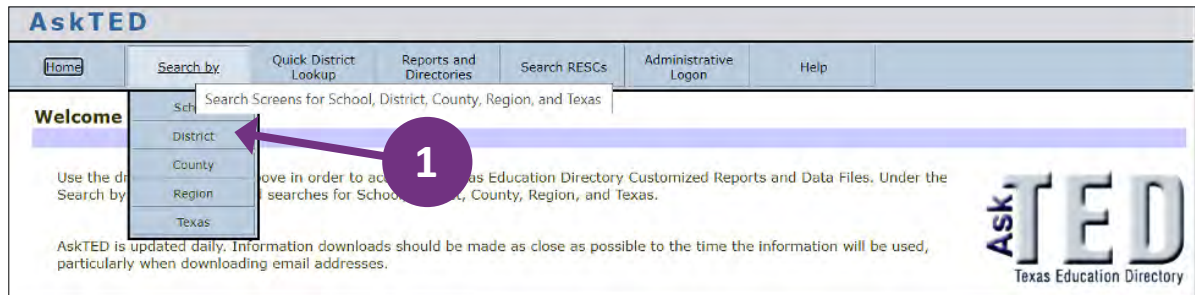 AskTED
Home Search by Quick District Lookup Reports and Directories Search RESCs Administrative Logon Help
Search Screens for School, District, County, Region, and Texas
Sch
Welcome
District
County
Region
Texas
1
Use the d ove in order to a as Education Directory Customized Reports and Data Files. Under the
Search by searches for Scho t, County, Region, and Texas.
AskTED is updated daily. Information downloads should be made as close as possible to the time the information will be used,
particularly when downloading email addresses.
Ask TED
Texas Education Directory